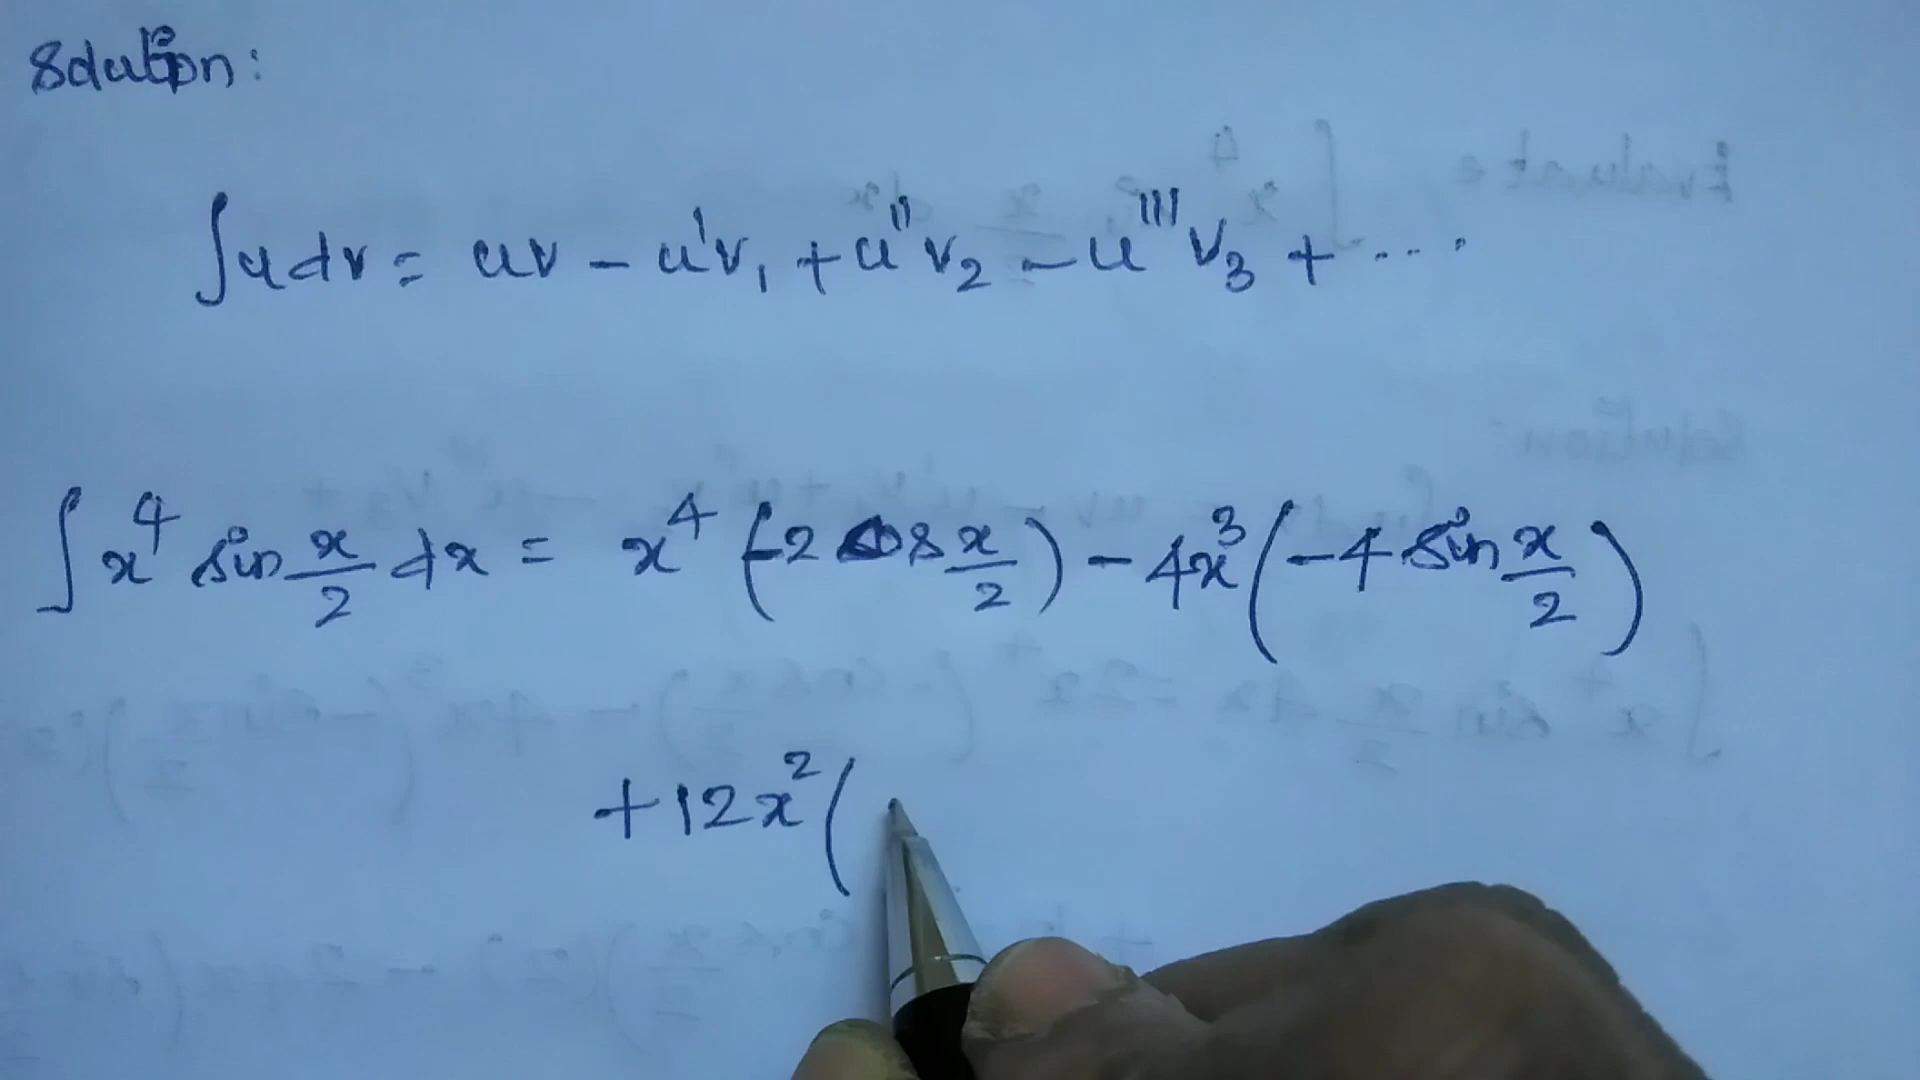 Solution:
∫u dv = uv - u'v₁ + u''v₂ - u'''v₃ + ....
∫x⁴ sin x/2 dx = x⁴ (-2 cos x/2) - 4x³ (-4 sin x/2)
+12x² (